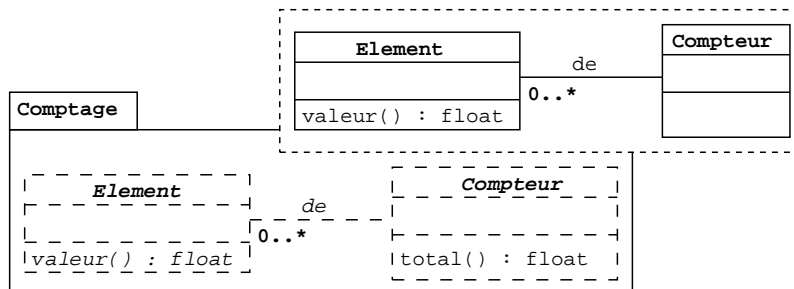 Element
Compteur
de
0..*
valeur() : float
Comptage
Element
Compteur
de
0..*
valeur() : float
total() : float